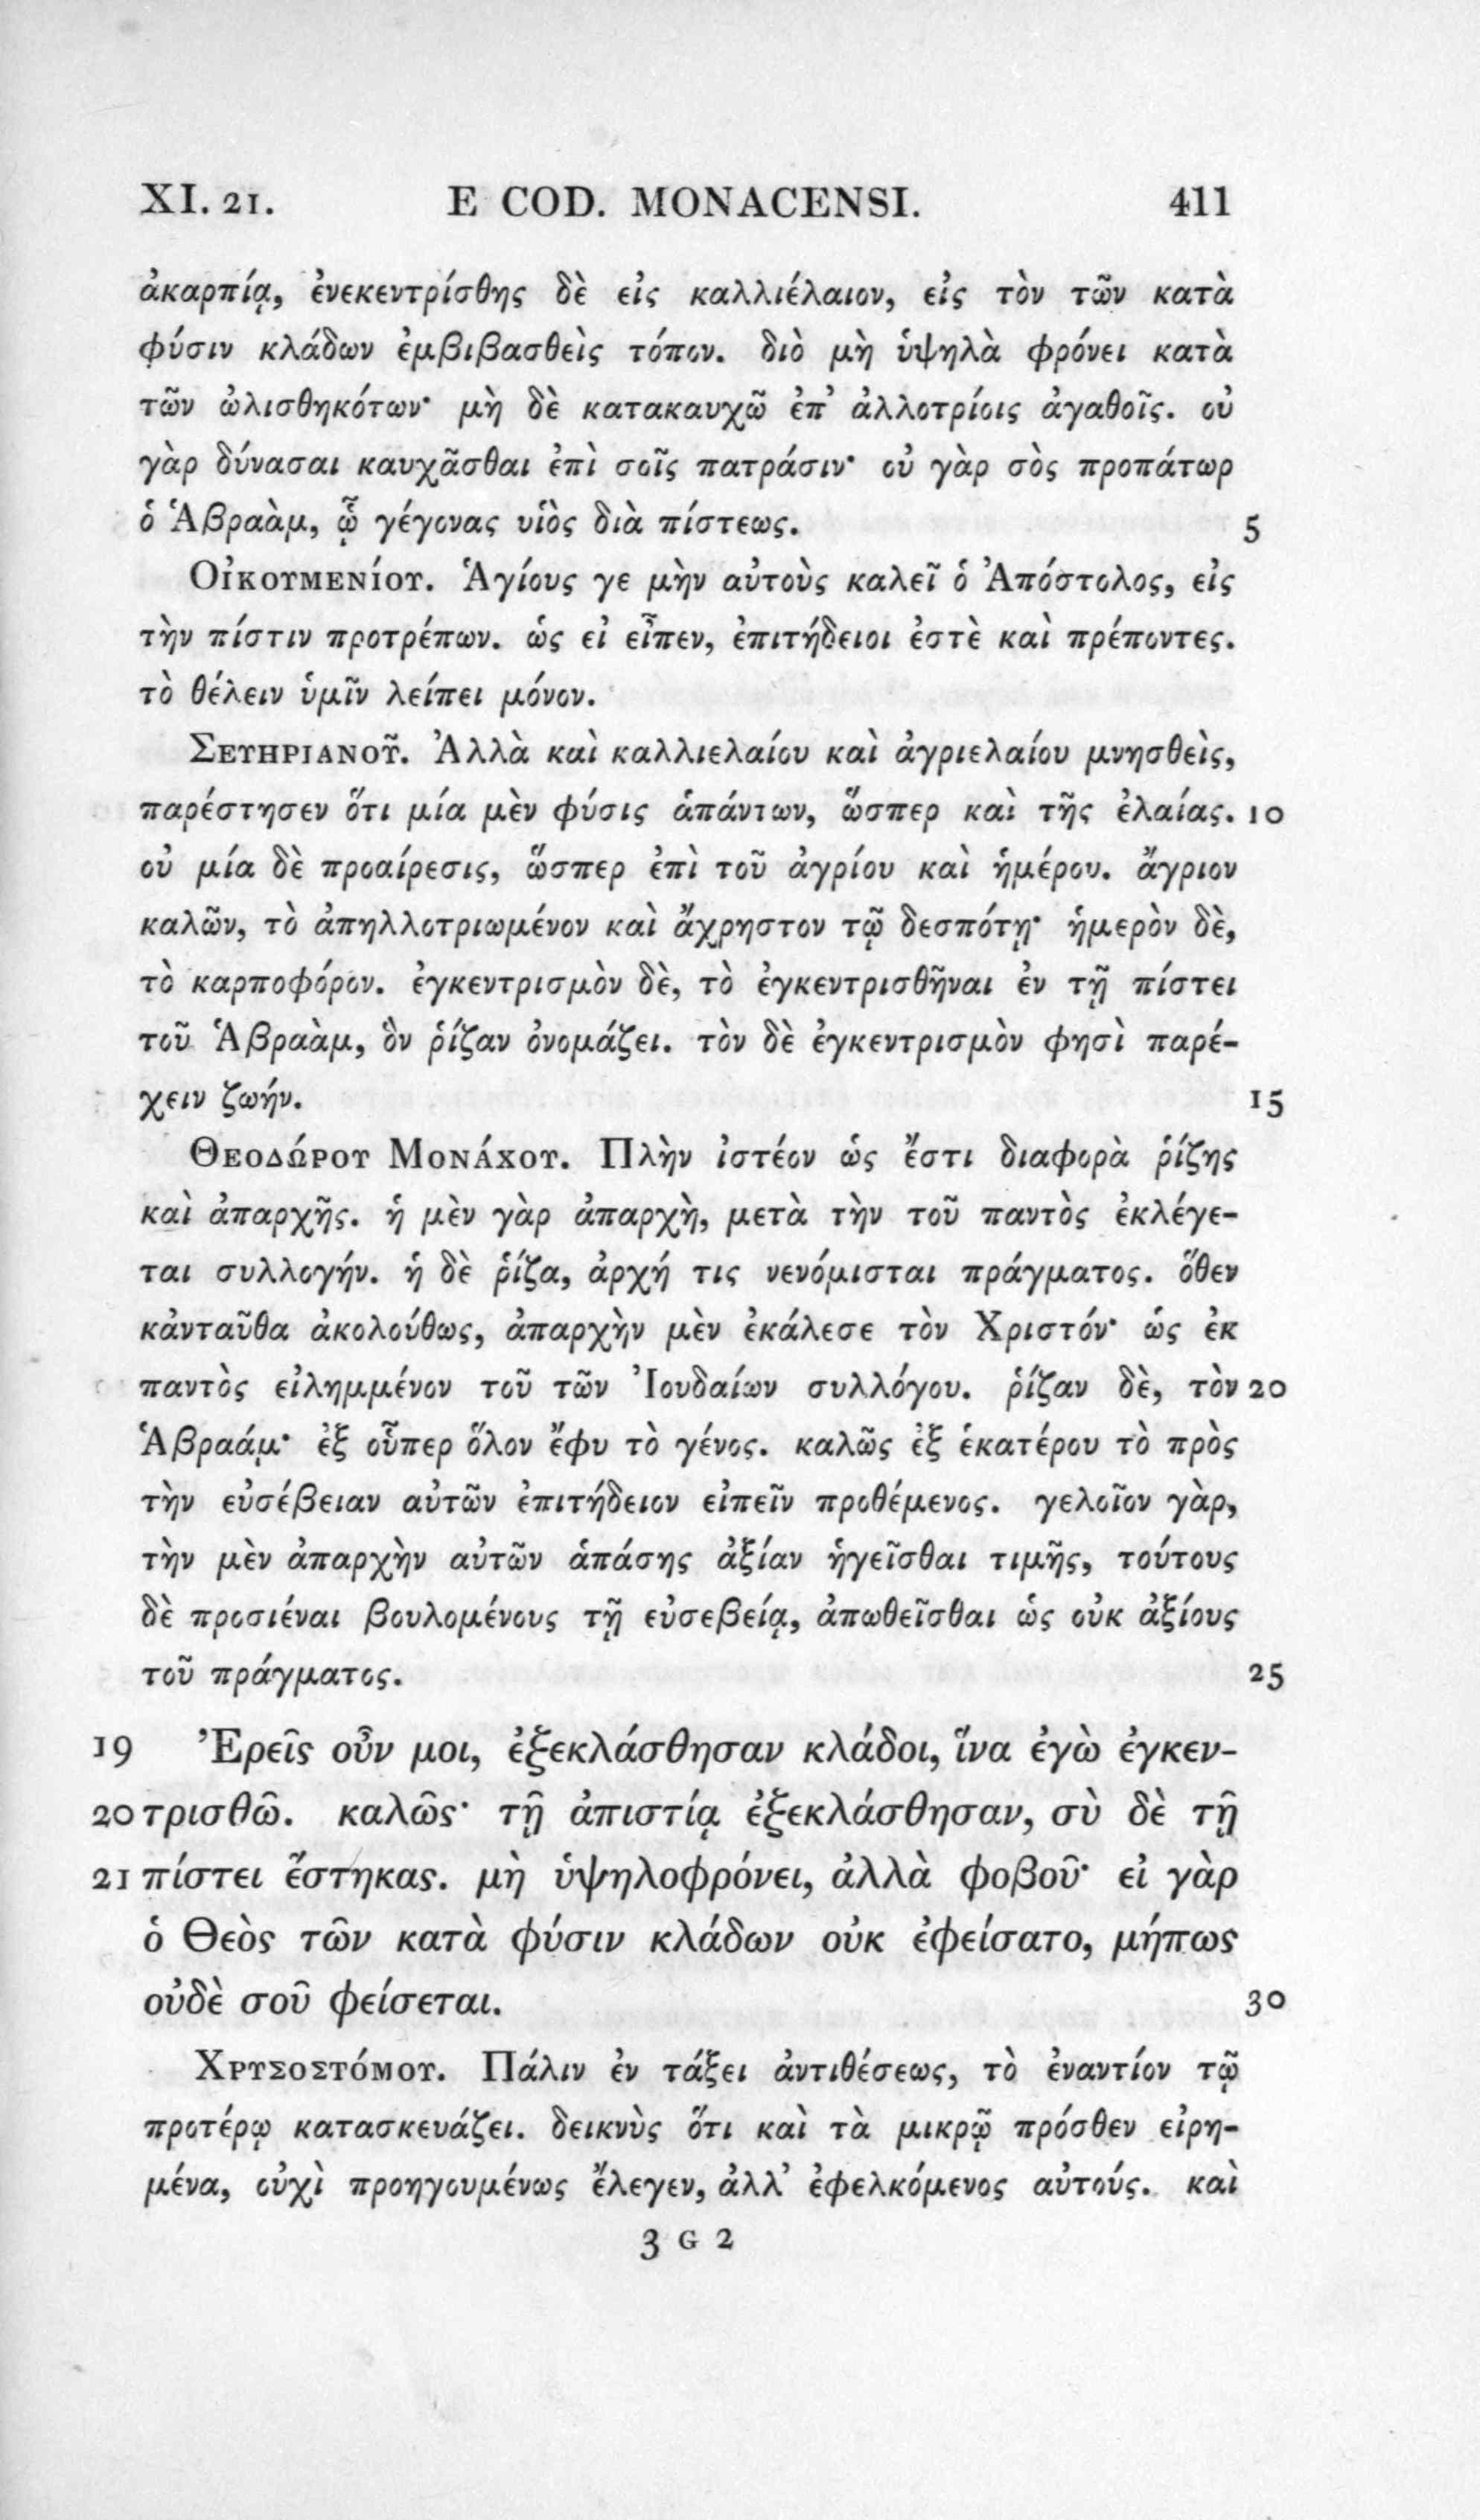 XI. 21. E COD. MONACENSI. 411
ἀκαρπίᾳ, ἐνεκεντρίσθης δὲ εἰς καλλιέλαιον, εἰς τὸν τῶν κατὰ
φύσιν κλάδων ἐμβιβασθεὶς τόπον. διὸ μὴ ὑψηλὰ φρόνει κατὰ
τῶν ὠλισθηκότων· μὴ δὲ κατακαυχῶ ἐπ’ ἀλλοτρίοις ἀγαθοῖς. οὐ
γὰρ δύνασαι καυχᾶσθαι ἐπὶ σοῖς πατράσιν· οὐ γὰρ σὸς προπάτωρ
ὁ Ἁβραὰμ, ᾧ γέγονας υἱὸς διὰ πίστεως. 5
ΟἸΚΟΥΜΕΝΊΟΥ. Ἁγίους γε μὴν αὐτοὺς καλεῖ ὁ Ἀπόστολος, εἰς
τὴν πίστιν προτρέπων. ὡς εἰ εἶπεν, ἐπιτήδειοι ἐστὲ καὶ πρέποντες.
τὸ θέλειν ὑμῖν λείπει μόνον.
ΣΕΥΗΡΙΑΝΟΥ͂. Ἀλλὰ καὶ καλλιελαίου καὶ ἀγριελαίου μνησθεὶς,
παρέστησεν ὅτι μία μὲν φύσις ἁπάντων, ὥσπερ καὶ τῆς ἐλαίας. 10
οὐ μία δὲ προαίρεσις, ὥσπερ ἐπὶ τοῦ ἀγρίου καὶ ἡμέρου. ἄγριον
καλῶν, τὸ ἀπηλλοτριωμένον καὶ ἄχρηστον τῷ δεσπότῃ· ἡμερὸν δὲ,
τὸ καρποφόρον. ἐγκεντρισμὸν δὲ, τὸ ἐγκεντρισθῆναι ἐν τῇ πίστει
τοῦ Ἁβραὰμ, ὃν ῥίζαν ὀνομάζει. τὸν δὲ ἐγκεντρισμὸν φησὶ παρέ-
χειν ζωήν. 15
ΘΕΟΔΏΡΟΥ ΜΟΝΆΧΟΥ. Πλὴν ἰστέον ὡς ἔστι διαφορὰ ῥίζης
καὶ ἀπαρχῆς. ἡ μὲν γὰρ ἀπαρχὴ, μετὰ τὴν τοῦ παντὸς ἐκλέγε-
ται συλλογήν. ἡ δὲ ῥίζα, ἀρχή τις νενόμισται πράγματος. ὅθεν
κἀνταῦθα ἀκολούθως, ἀπαρχὴν μὲν ἐκάλεσε τὸν Χριστόν· ὡς ἐκ
παντὸς εἰλημμένον τοῦ τῶν Ἰουδαίων συλλόγου. ῥίζαν δὲ, τὸν 20
Ἁβραάμ· ἐξ οὗπερ ὅλον ἔφυ τὸ γένος. καλῶς ἐξ ἑκατέρου τὸ πρὸς
τὴν εὐσέβειαν αὐτῶν ἐπιτήδειον εἰπεῖν προθέμενος. γελοῖον γὰρ,
τὴν μὲν ἀπαρχὴν αὐτῶν ἁπάσης ἀξίαν ἡγεῖσθαι τιμῆς, τούτους
δὲ προσιέναι βουλομένους τῇ εὐσεβείᾳ, ἀπωθεῖσθαι ὡς οὐκ ἀξίους
τοῦ πράγματος. 25
19 Ἐρεῖς οὖν μοι, ἐξεκλάσθησαν κλάδοι, ἵνα ἐγὼ ἐγκεν-
20 τρισθῶ. καλῶς· τῇ ἀπιστίᾳ ἐξεκλάσθησαν, σὺ δὲ τῇ
21 πίστει ἕστηκας. μὴ ὑψηλοφρόνει, ἀλλὰ φοβοῦ· εἰ γὰρ
ὁ Θεὸς τῶν κατὰ φύσιν κλάδων οὐκ ἐφείσατο, μήπως
οὐδὲ σοῦ φείσεται. 30
ΧΡΥΣΟΣΤΌΜΟΥ. Πάλιν ἐν τάξει ἀντιθέσεως, τὸ ἐναντίον τῷ
προτέρῳ κατασκευάζει. δεικνὺς ὅτι καὶ τὰ μικρῷ πρόσθεν εἰρη-
μένα, οὐχὶ προηγουμένως ἔλεγεν, ἀλλ’ ἐφελκόμενος αὐτούς. καὶ
3 G 2